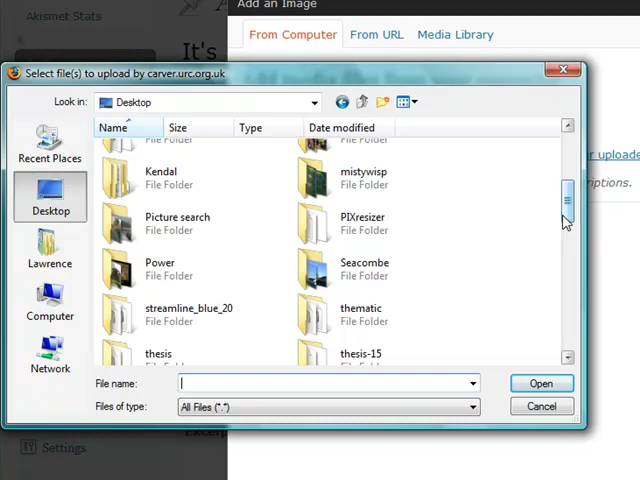 Akismet Stats
Add an Image
It's
From Computer
From URL
Media Library
Select file(s) to upload by carver.urc.org.uk
Look in:
Desktop
Name
Size
Type
Date modified
File Folder
File Folder
Recent Places
Kendal
File Folder
mistywisp
File Folder
r uploade
riptions.
Desktop
Picture search
File Folder
PIXresizer
File Folder
Lawrence
Power
File Folder
Seacombe
File Folder
Computer
streamline_blue_20
File Folder
thematic
File Folder
Network
thesis
thesis-15
File name:
Open
Files of type:
All Files (*.*)
Cancel
Settings